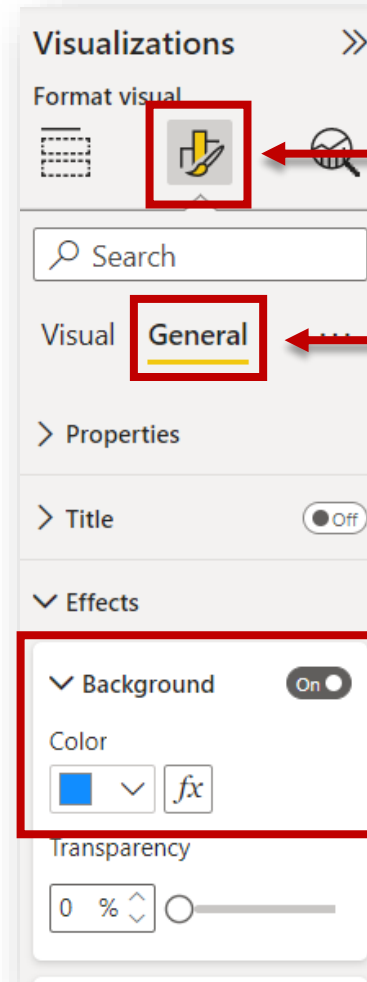 Visualizations
Format visual
Search
Visual General ...
Properties
Title Off
Effects
Background On
Color
fx
Transparency
0 %